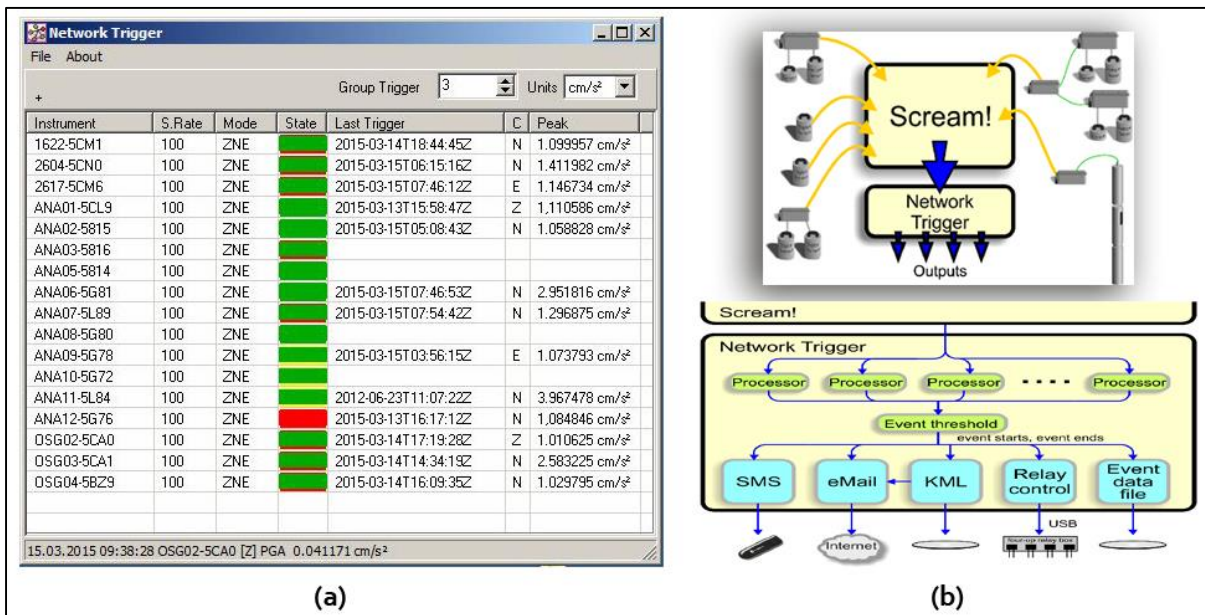 Network Trigger
File About
+ Group Trigger 3 Units cm/s²
Instrument S.Rate Mode State Last Trigger C Peak
1622-5CM1 100 ZNE 2015-03-14T18:44:45Z N 1.099957 cm/s²
2604-5CN0 100 ZNE 2015-03-15T06:15:16Z N 1.411982 cm/s²
2617-5CM6 100 ZNE 2015-03-15T07:46:12Z E 1.146734 cm/s²
ANA01-5CL9 100 ZNE 2015-03-13T15:58:47Z Z 1,110586 cm/s²
ANA02-5815 100 ZNE 2015-03-15T05:08:43Z N 1.058828 cm/s²
ANA03-5816 100 ZNE
ANA05-5814 100 ZNE
ANA06-5G81 100 ZNE 2015-03-15T07:46:53Z N 2.951816 cm/s²
ANA07-5L89 100 ZNE 2015-03-15T07:54:42Z N 1.296875 cm/s²
ANA08-5G80 100 ZNE
ANA09-5G78 100 ZNE 2015-03-15T03:56:15Z E 1.073793 cm/s²
ANA10-5G72 100 ZNE
ANA11-5L84 100 ZNE 2012-06-23T11:07:22Z N 3.967478 cm/s²
ANA12-5G76 100 ZNE 2015-03-13T16:17:12Z N 1,084846 cm/s²
OSG02-5CA0 100 ZNE 2015-03-14T17:19:28Z Z 1.010625 cm/s²
OSG03-5CA1 100 ZNE 2015-03-14T14:34:19Z N 2.583225 cm/s²
OSG04-5BZ9 100 ZNE 2015-03-14T16:09:35Z N 1.029795 cm/s²
15.03.2015 09:38:28 OSG02-5CA0 [Z] PGA 0.041171 cm/s²
(a)
Scream!
Network
Trigger
Outputs
Scream!
Network Trigger
Processor Processor Processor Processor
Event threshold
event starts, event ends
SMS eMail KML Relay control Event data file
USB
Internet four-up relay box
(b)